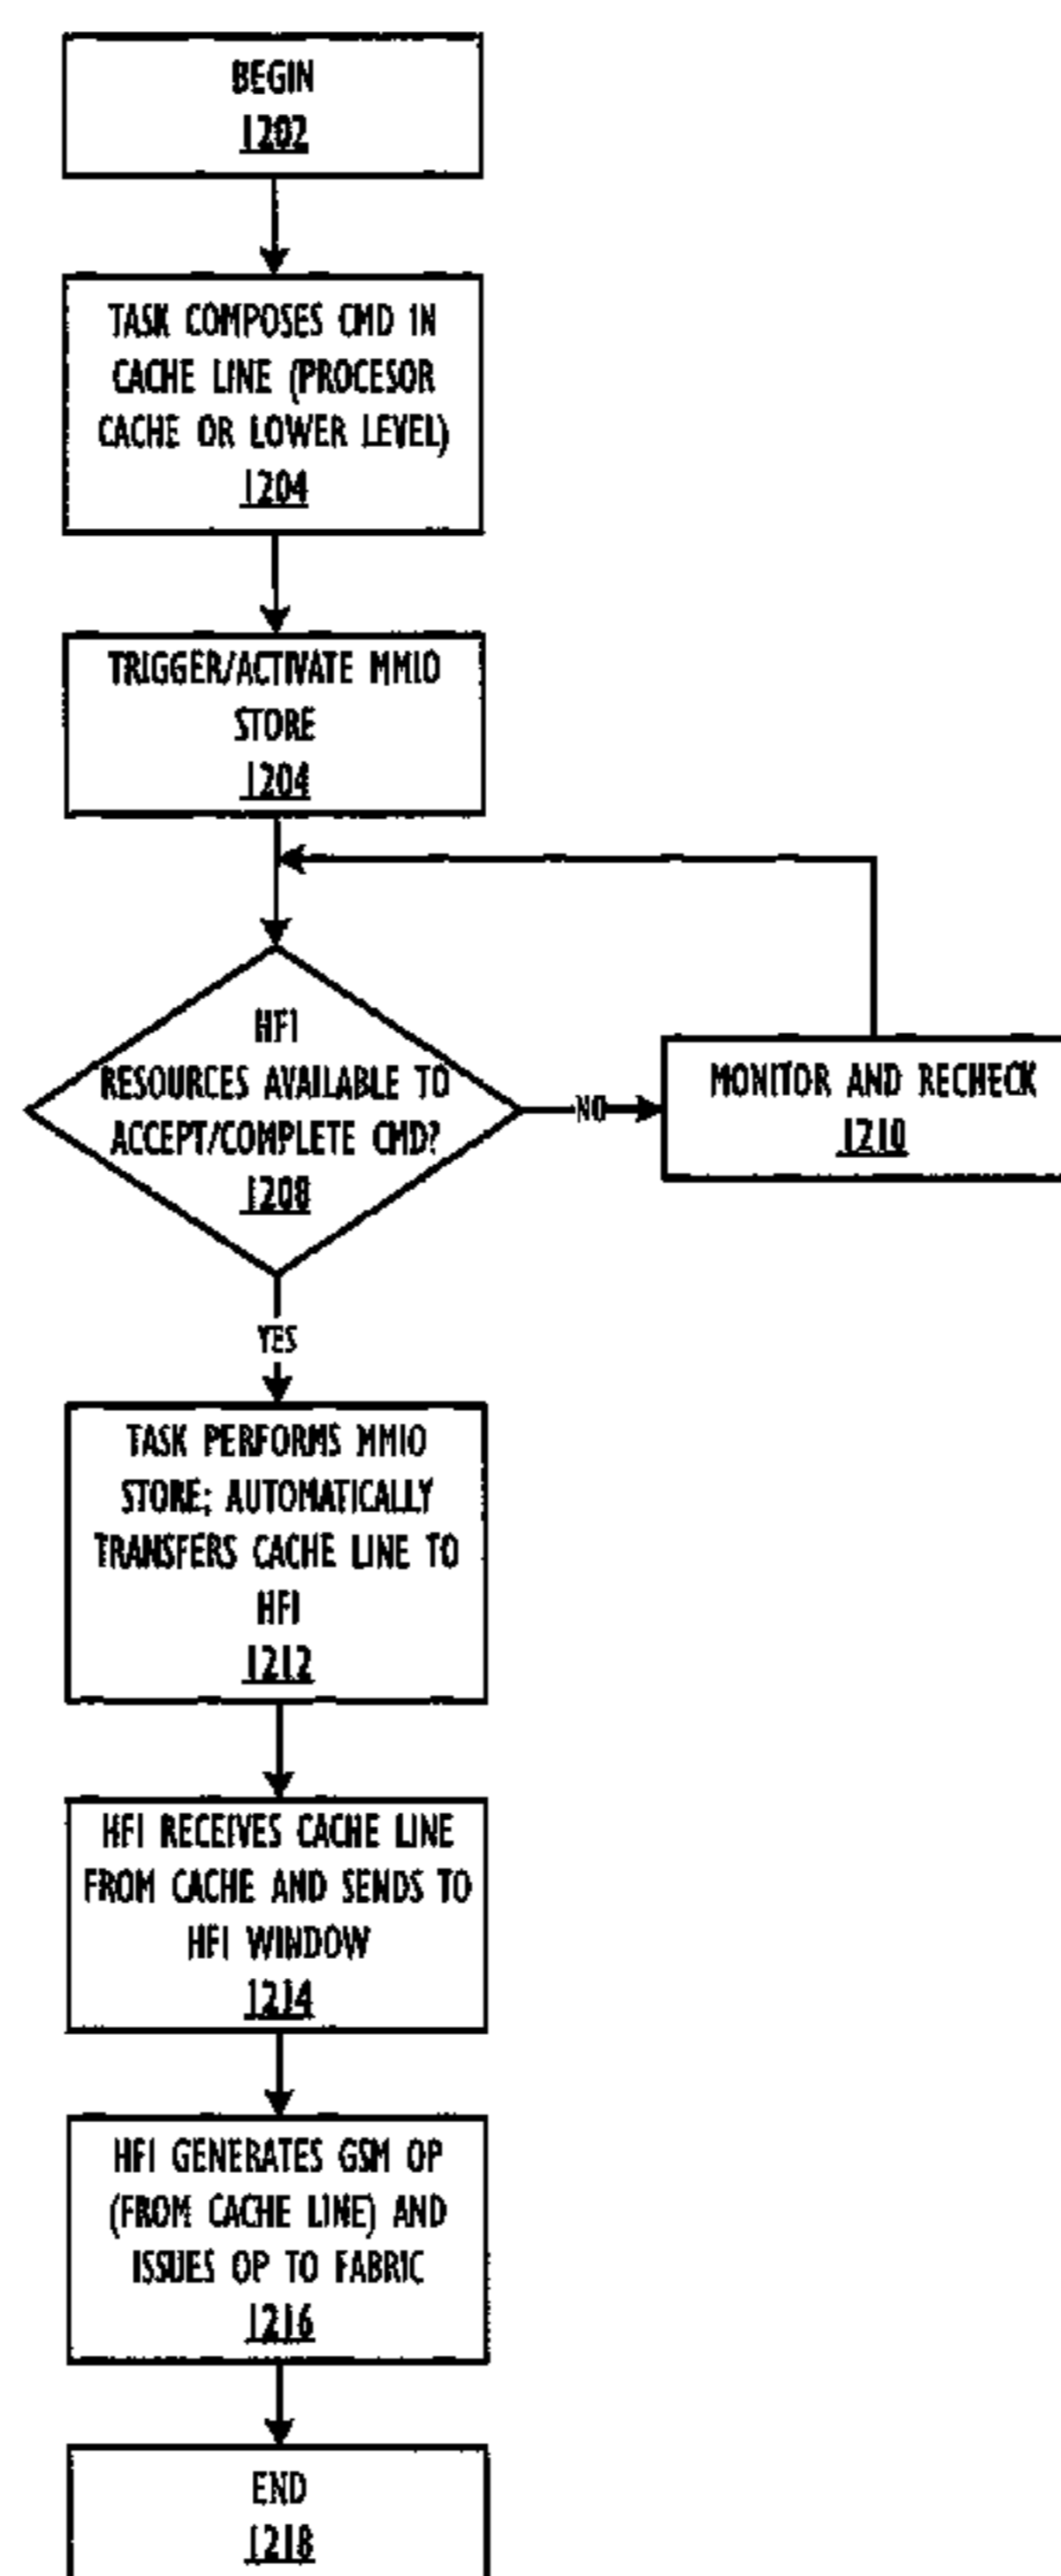 BEGIN
1202
TASK COMPOSES CMD IN
CACHE LINE (PROCESOR
CACHE OR LOWER LEVEL)
1204
TRIGGER/ACTIVATE MMIO
STORE
1204
HFI
RESOURCES AVAILABLE TO
ACCEPT/COMPLETE CMD?
1208
NO
MONITOR AND RECHECK
1210
YES
TASK PERFORMS MMIO
STORE; AUTOMATICALLY
TRANSFERS CACHE LINE TO
HFI
1212
HFI RECEIVES CACHE LINE
FROM CACHE AND SENDS TO
HFI WINDOW
1214
HFI GENERATES GSM OP
(FROM CACHE LINE) AND
ISSUES OP TO FABRIC
1216
END
1218